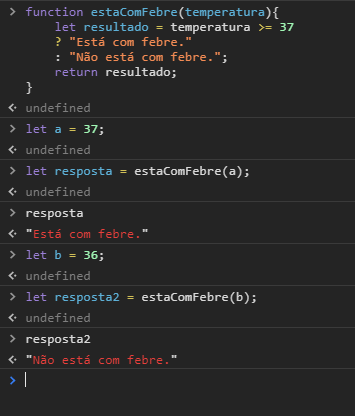 function estaComFebre(temperatura){
let resultado = temperatura >= 37
? "Está com febre."
: "Não está com febre.";
return resultado;
}
undefined
let a = 37;
undefined
let resposta = estaComFebre(a);
undefined
resposta
"Está com febre."
let b = 36;
undefined
let resposta2 = estaComFebre(b);
undefined
resposta2
"Não está com febre."